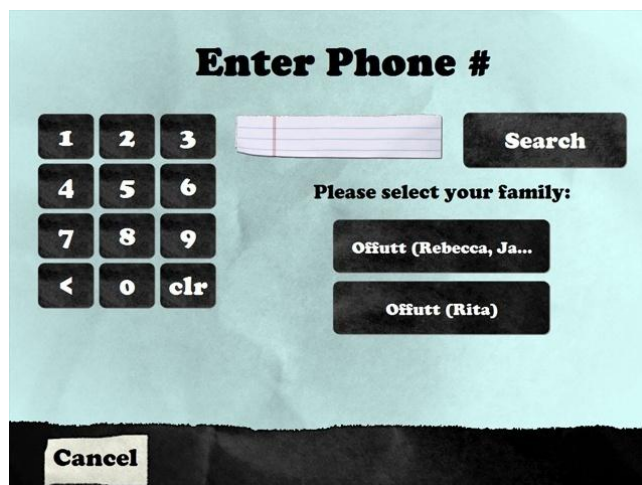 Enter Phone #
1 2 3
Search
4 5 6
Please select your family:
7 8 9
Offutt (Rebecca, Ja...
< 0 clr
Offutt (Rita)
Cancel